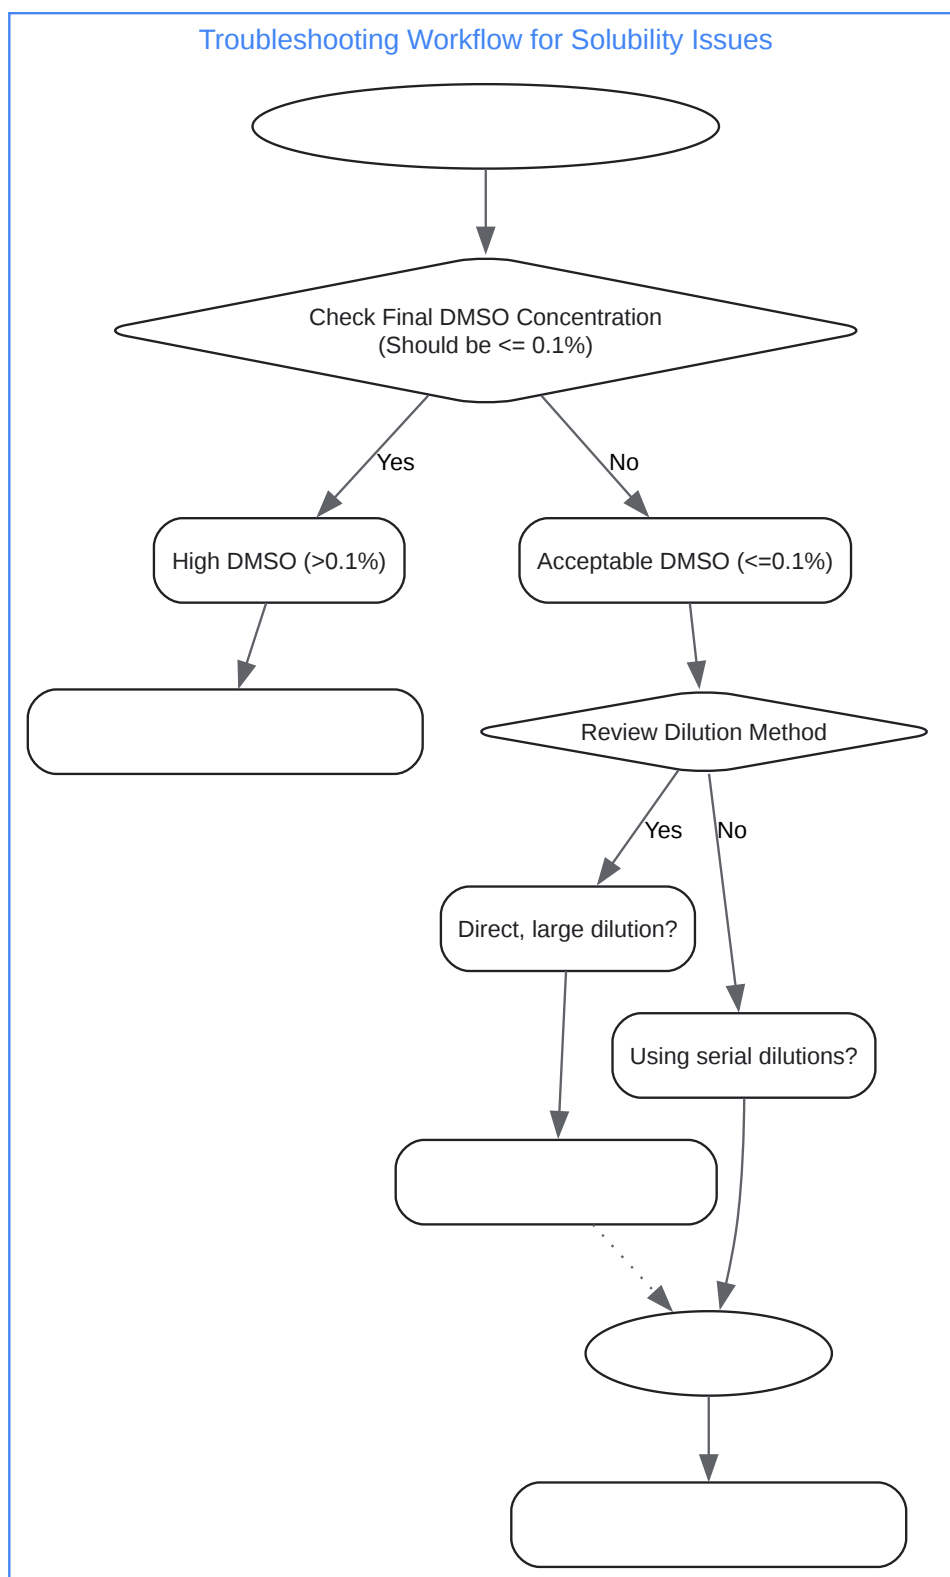 Troubleshooting Workflow for Solubility Issues
Check Final DMSO Concentration
(Should be <= 0.1%)
Yes
No
High DMSO (>0.1%)
Acceptable DMSO (<=0.1%)
Review Dilution Method
Yes
No
Direct, large dilution?
Using serial dilutions?